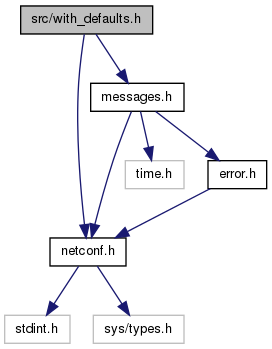 src/with_defaults.h
messages.h
time.h
error.h
netconf.h
stdint.h
sys/types.h